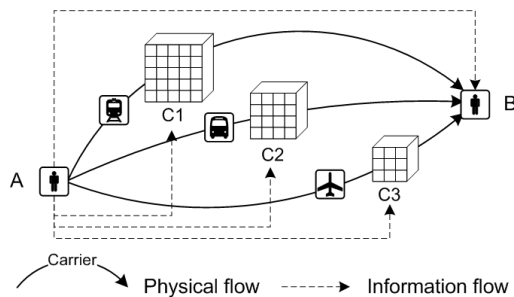 C1
B
C2
A
C3
Carrier
Physical flow
Information flow